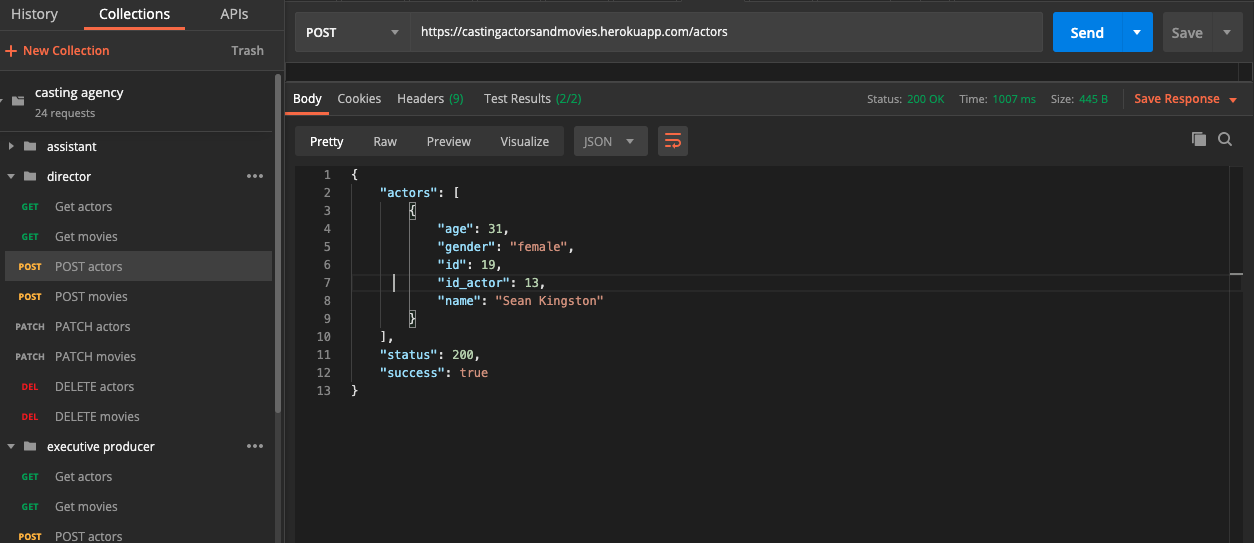 History Collections APIs
+ New Collection Trash
casting agency
24 requests
assistant
director
GET Get actors
GET Get movies
POST POST actors
POST POST movies
PATCH PATCH actors
PATCH PATCH movies
DEL DELETE actors
DEL DELETE movies
executive producer
GET Get actors
GET Get movies
POST POST actors
POST https://castingactorsandmovies.herokuapp.com/actors Send Save
Body Cookies Headers (9) Test Results (2/2) Status: 200 OK Time: 1007 ms Size: 445 B Save Response
Pretty Raw Preview Visualize JSON
1 {
2 "actors": [
3 {
4 "age": 31,
5 "gender": "female",
6 "id": 19,
7 "id_actor": 13,
8 "name": "Sean Kingston"
9 }
10 ],
11 "status": 200,
12 "success": true
13 }